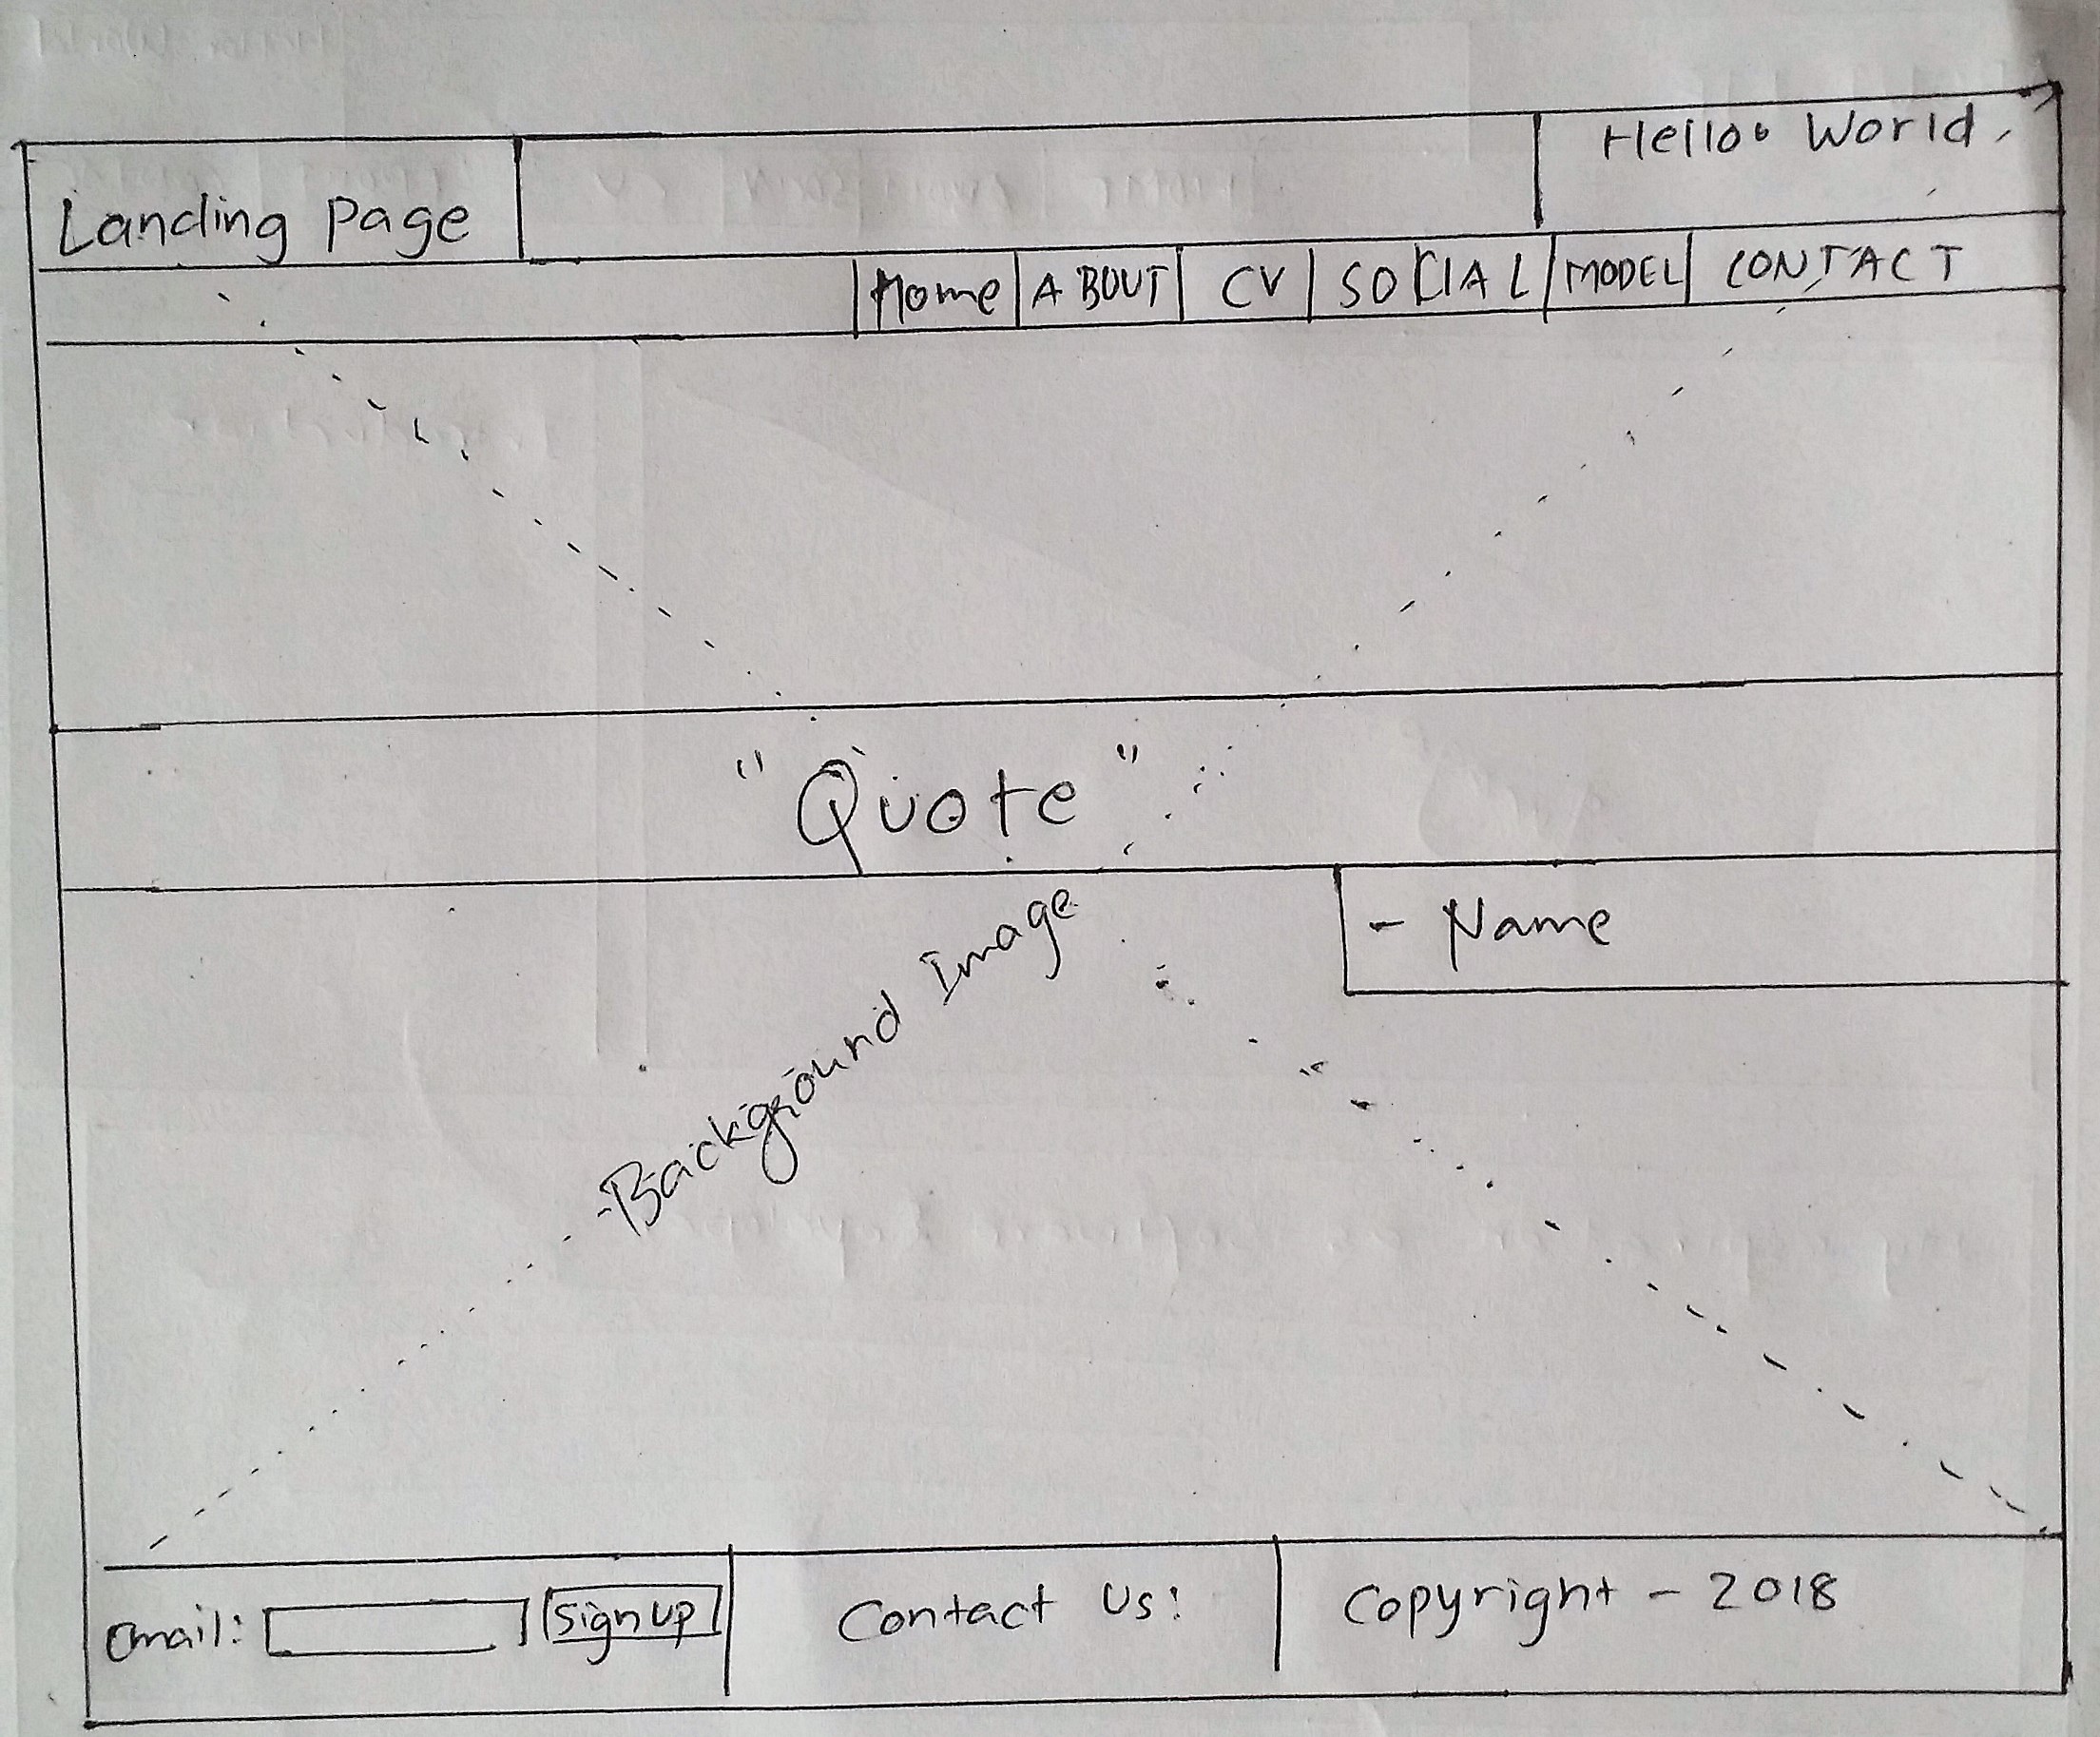 Hello World
Landing Page
Home ABOUT CV SOCIAL MODEL CONTACT
"Quote"
- Name
Background Image
email: Sign up Contact Us: Copyright - 2018